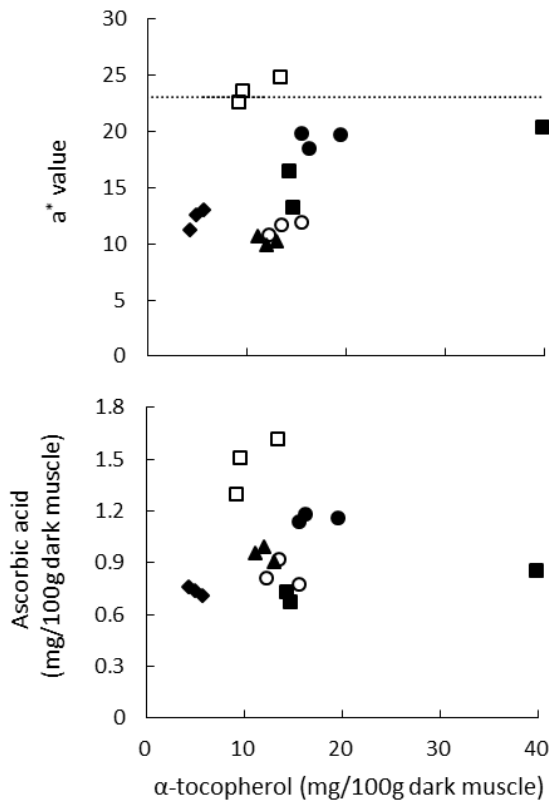 30
25
20
15
10
5
0
a* value
1.8
1.5
1.2
0.9
0.6
0.3
0
Ascorbic acid
(mg/100g dark muscle)
0 10 20 30 40
α-tocopherol (mg/100g dark muscle)